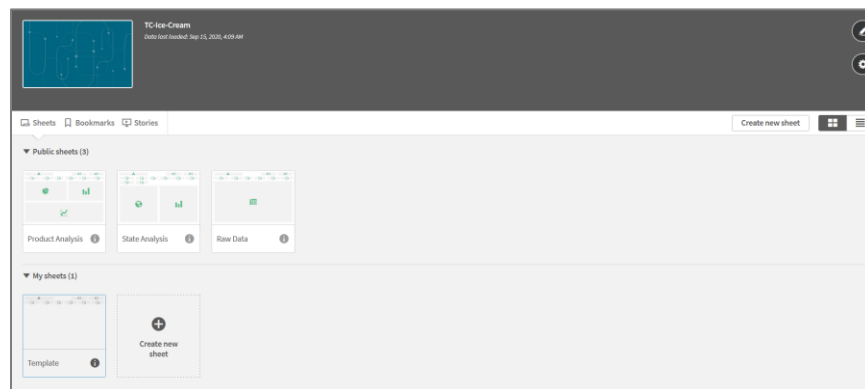 TC-Ice-Cream
Data last loaded: Sep 15, 2020, 4:09 AM
Sheets Bookmarks Stories Create new sheet
Public sheets (3)
Product Analysis State Analysis Raw Data
My sheets (1)
Create new
sheet
Template